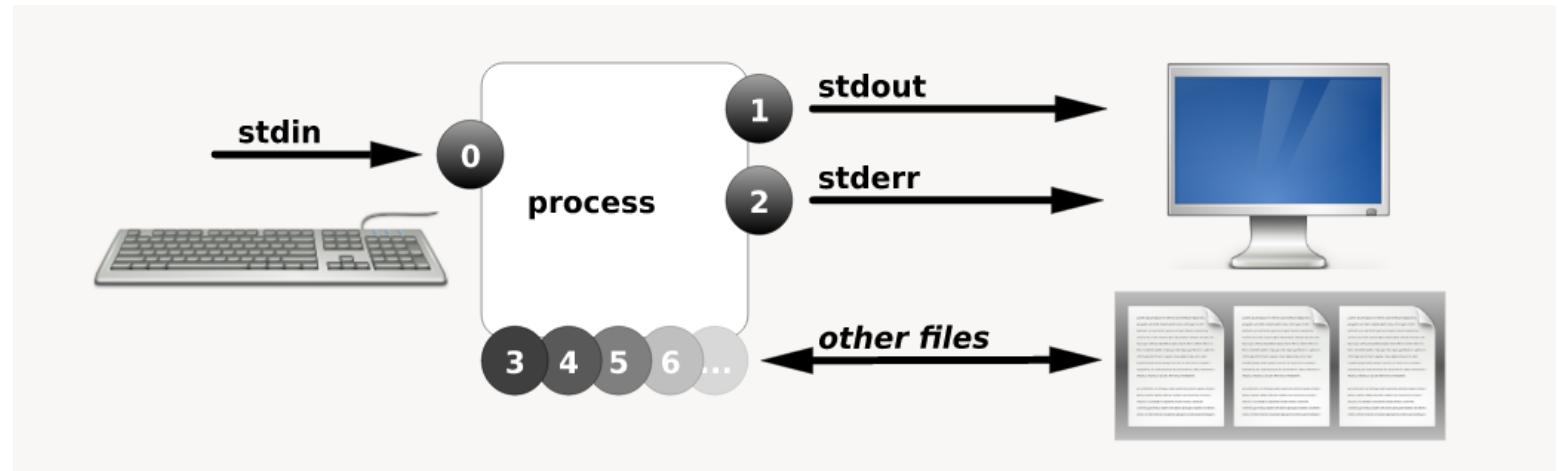 stdin
0
process
1
stdout
2
stderr
3 4 5 6 ...
other files